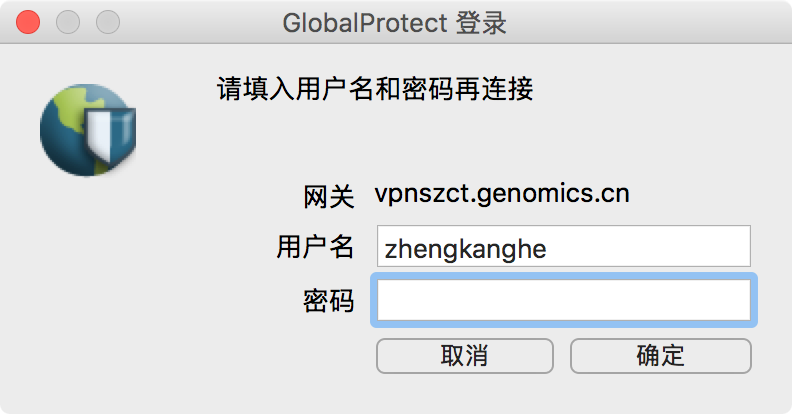 GlobalProtect 登录
请填入用户名和密码再连接
网关 vpnszct.genomics.cn
用户名 zhengkanghe
密码
取消 确定